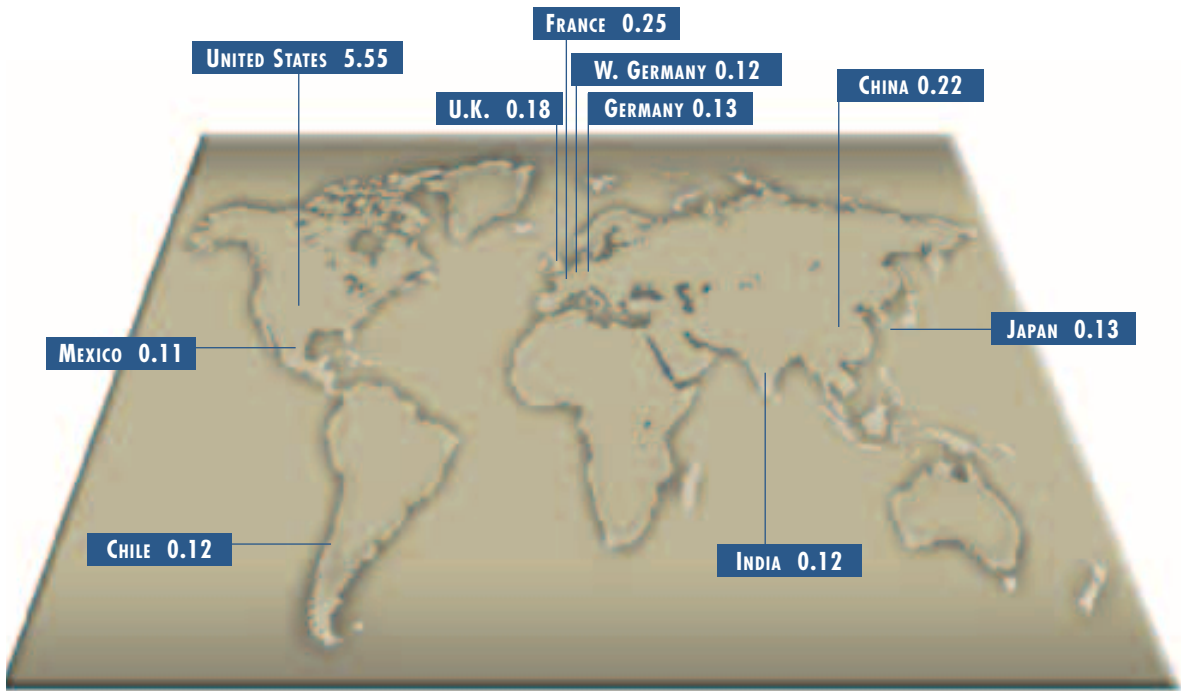 FRANCE 0.25
UNITED STATES 5.55
W. GERMANY 0.12
CHINA 0.22
U.K. 0.18
GERMANY 0.13
JAPAN 0.13
MEXICO 0.11
CHILE 0.12
INDIA 0.12